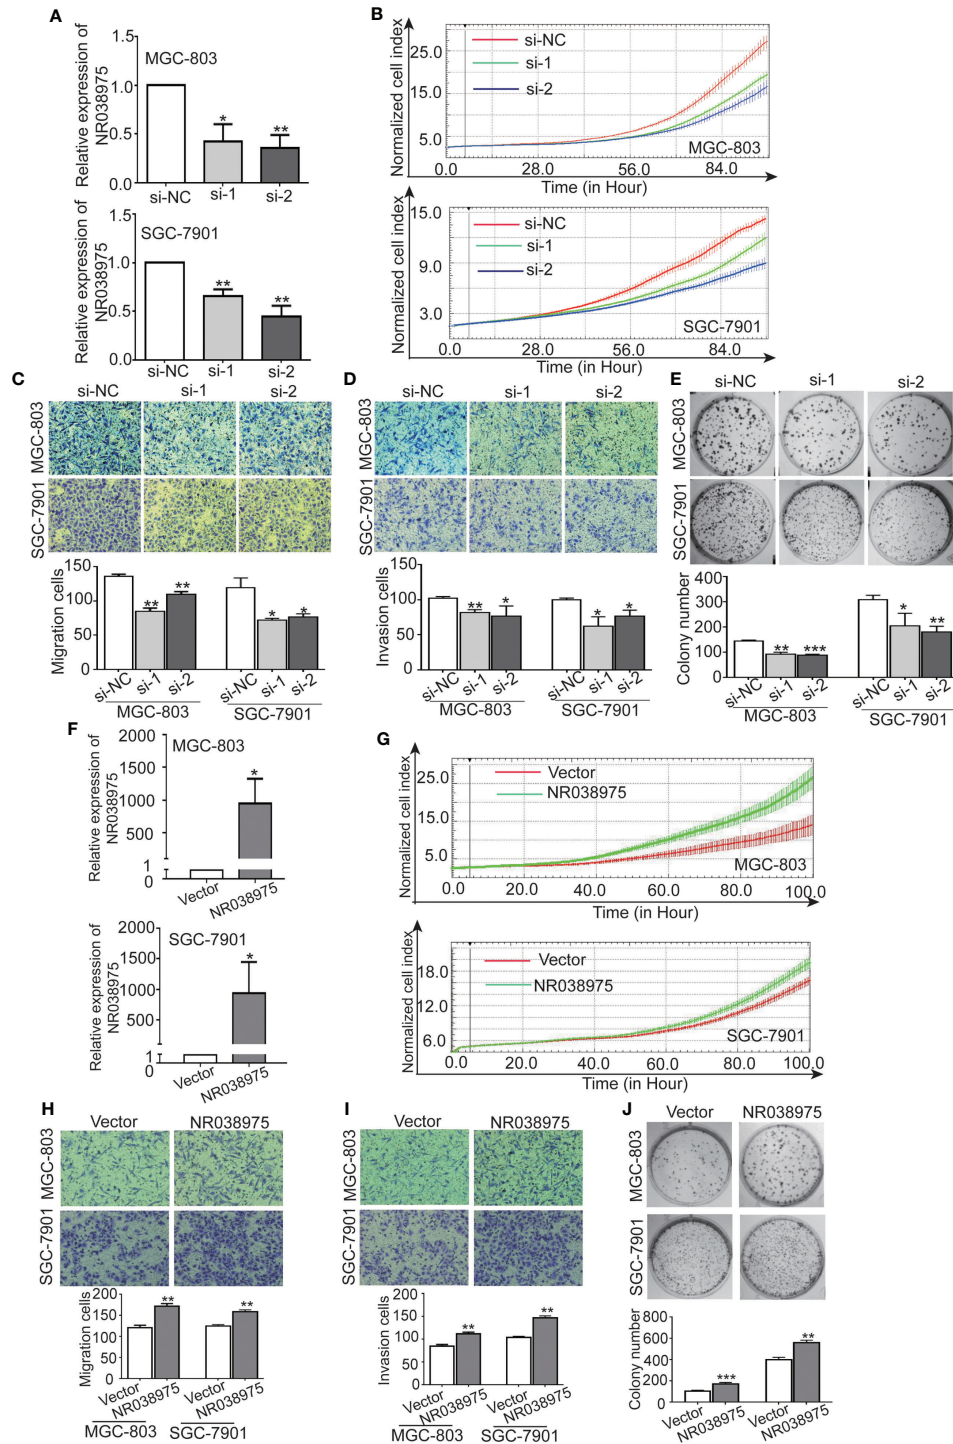 A
Relative expression of
NR038975
1.5
1.0
0.5
0.0
MGC-803
*
**
si-NC si-1 si-2
Relative expression of
NR038975
1.5
1.0
0.5
0.0
SGC-7901
**
**
si-NC si-1 si-2
B
Normalized cell index
25.0
15.0
5.0
si-NC
si-1
si-2
MGC-803
0.0 28.0 56.0 84.0
Time (in Hour)
Normalized cell index
15.0
9.0
3.0
si-NC
si-1
si-2
SGC-7901
0.0 28.0 56.0 84.0
Time (in Hour)
C
si-NC si-1 si-2
MGC-803
SGC-7901
Migration cells
150
100
50
0
** ** * *
si-NC si-1 si-2 si-NC si-1 si-2
MGC-803 SGC-7901
D
si-NC si-1 si-2
MGC-803
SGC-7901
Invasion cells
150
100
50
0
** * * *
si-NC si-1 si-2 si-NC si-1 si-2
MGC-803 SGC-7901
E
si-NC si-1 si-2
MGC-803
SGC-7901
Colony number
400
300
200
100
0
** *** * **
si-NC si-1 si-2 si-NC si-1 si-2
MGC-803 SGC-7901
F
Relative expression of
NR038975
2000
1500
1000
500
1
0
MGC-803
*
Vector NR038975
Relative expression of
NR038975
2000
1500
1000
500
1
0
SGC-7901
*
Vector NR038975
G
Normalized cell index
25.0
15.0
5.0
Vector
NR038975
MGC-803
0.0 20.0 40.0 60.0 80.0 100.0
Time (in Hour)
Normalized cell index
18.0
12.0
6.0
Vector
NR038975
SGC-7901
0.0 20.0 40.0 60.0 80.0 100.0
Time (in Hour)
H
Vector NR038975
MGC-803
SGC-7901
Migration cells
200
150
100
50
0
** **
Vector NR038975 Vector NR038975
MGC-803 SGC-7901
I
Vector NR038975
MGC-803
SGC-7901
Invasion cells
200
150
100
50
0
** **
Vector NR038975 Vector NR038975
MGC-803 SGC-7901
J
Vector NR038975
MGC-803
SGC-7901
Colony number
800
600
400
200
0
*** **
Vector NR038975 Vector NR038975
MGC-803 SGC-7901